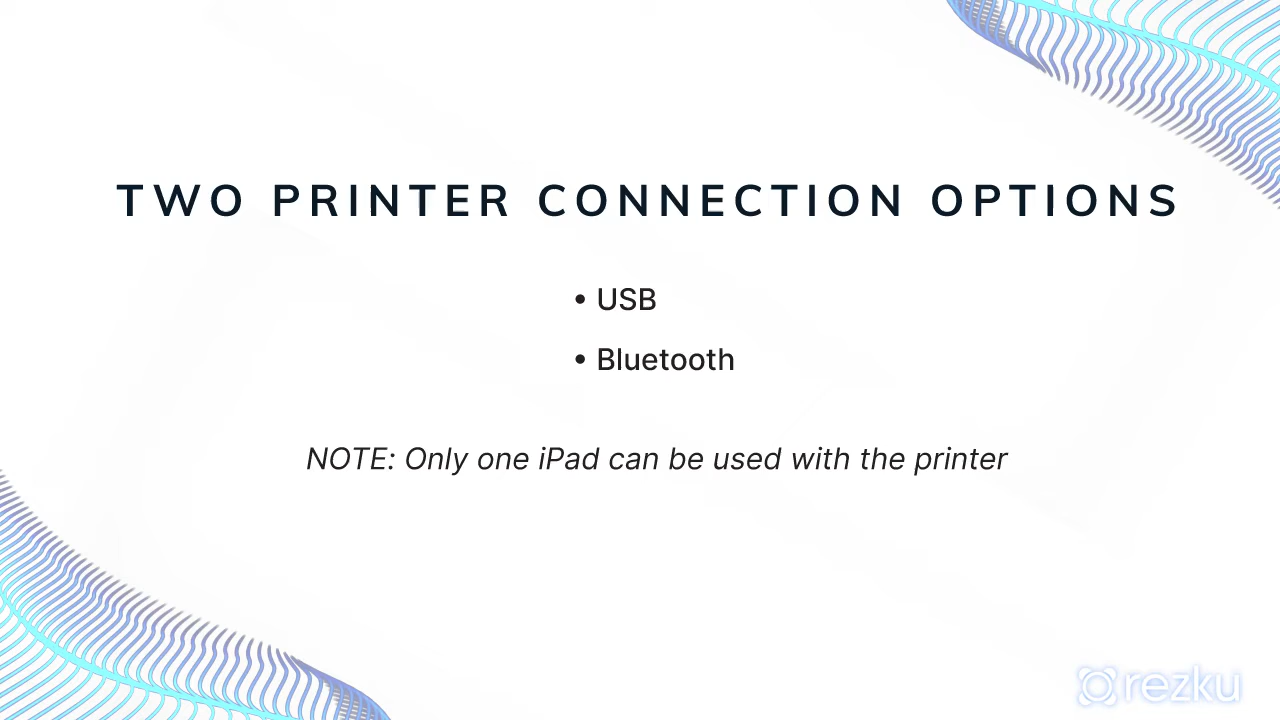 TWO PRINTER CONNECTION OPTIONS
• USB
• Bluetooth
NOTE: Only one iPad can be used with the printer
rezku